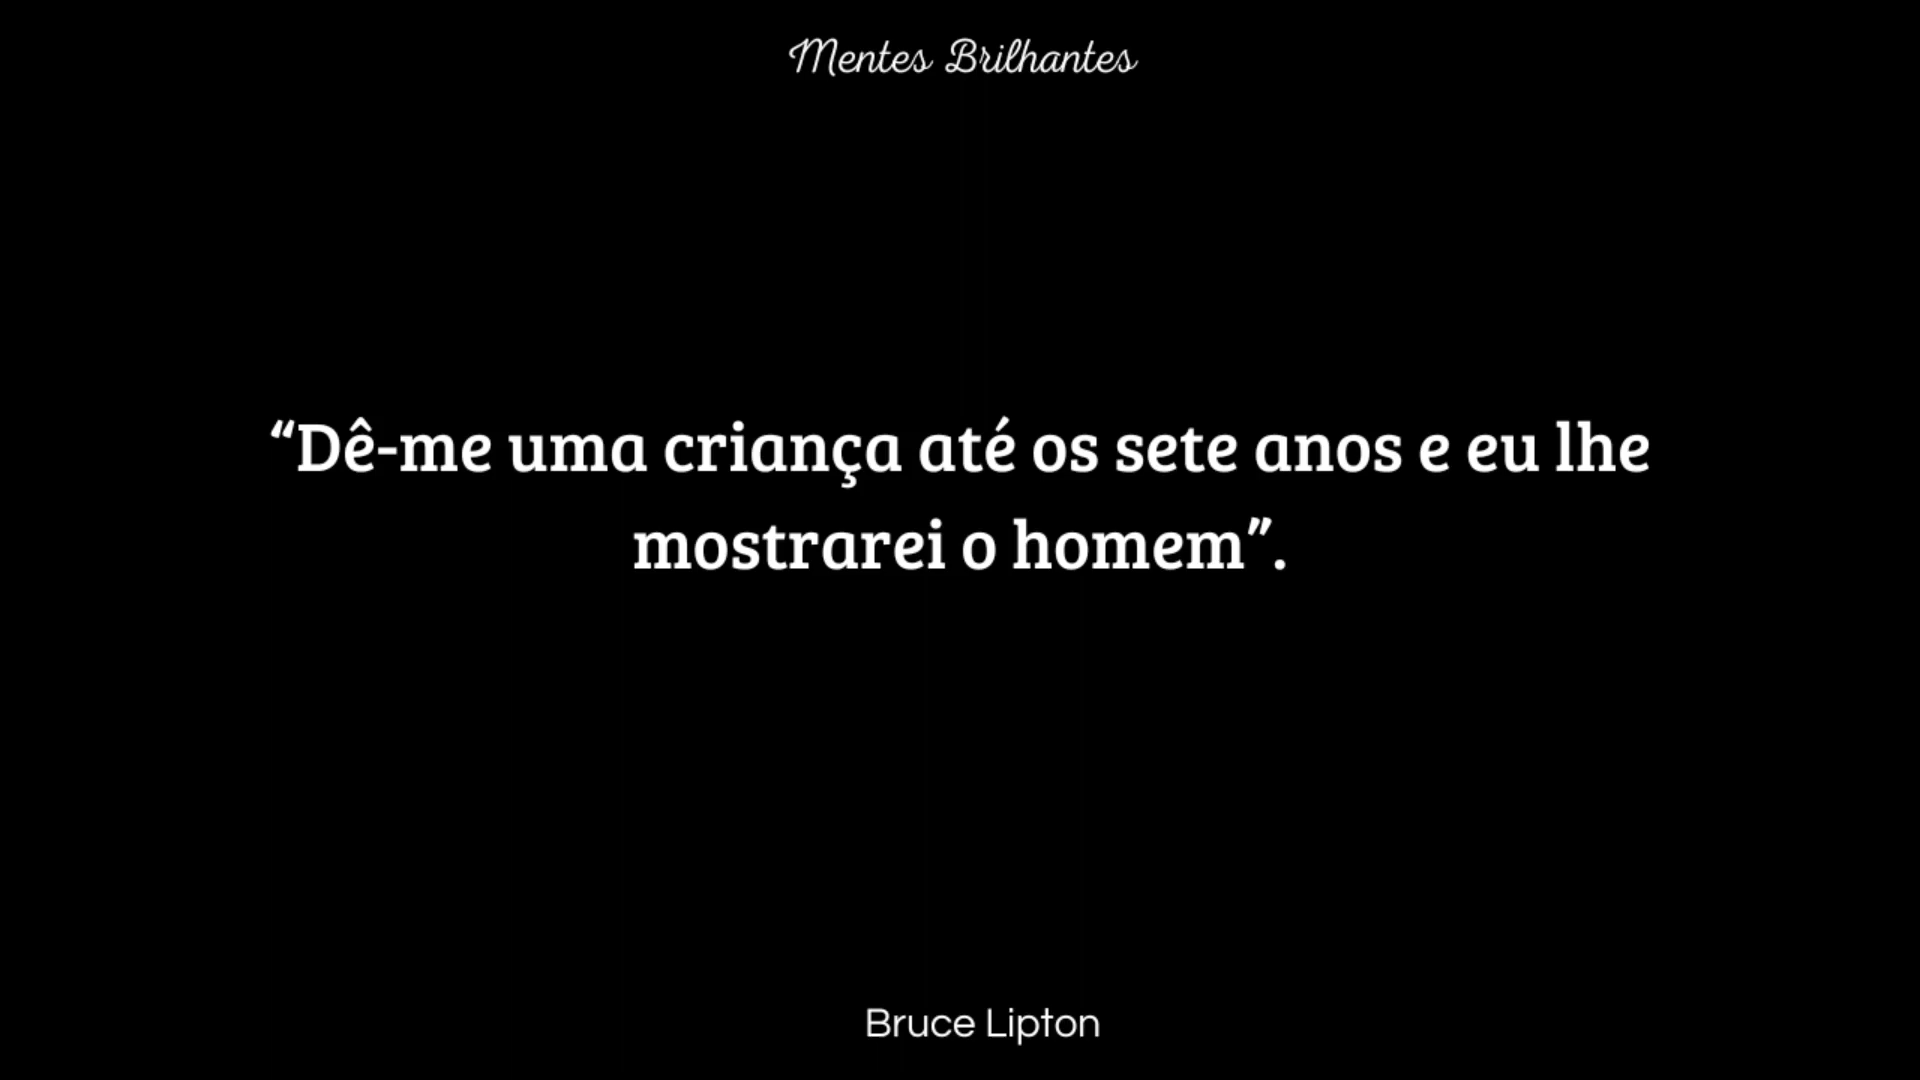 Mentes Brilhantes
“Dê-me uma criança até os sete anos e eu lhe
mostrarei o homem”.
Bruce Lipton